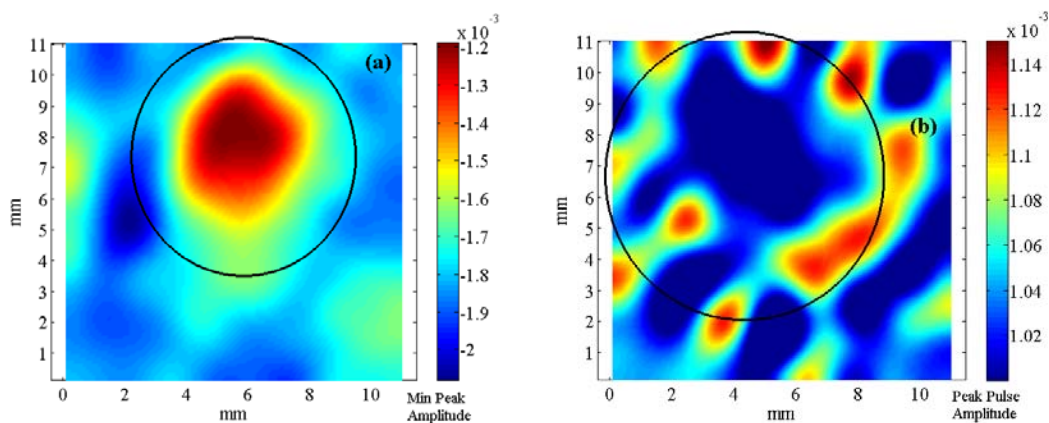 x 10⁻³
11
10
9
8
7
6
5
4
3
2
1
mm
0 2 4 6 8 10
mm
(a)
-1.2
-1.3
-1.4
-1.5
-1.6
-1.7
-1.8
-1.9
-2
Min Peak
Amplitude
x 10⁻³
11
10
9
8
7
6
5
4
3
2
1
mm
0 2 4 6 8 10
mm
(b)
1.14
1.12
1.10
1.08
1.06
1.04
1.02
Peak Pulse
Amplitude